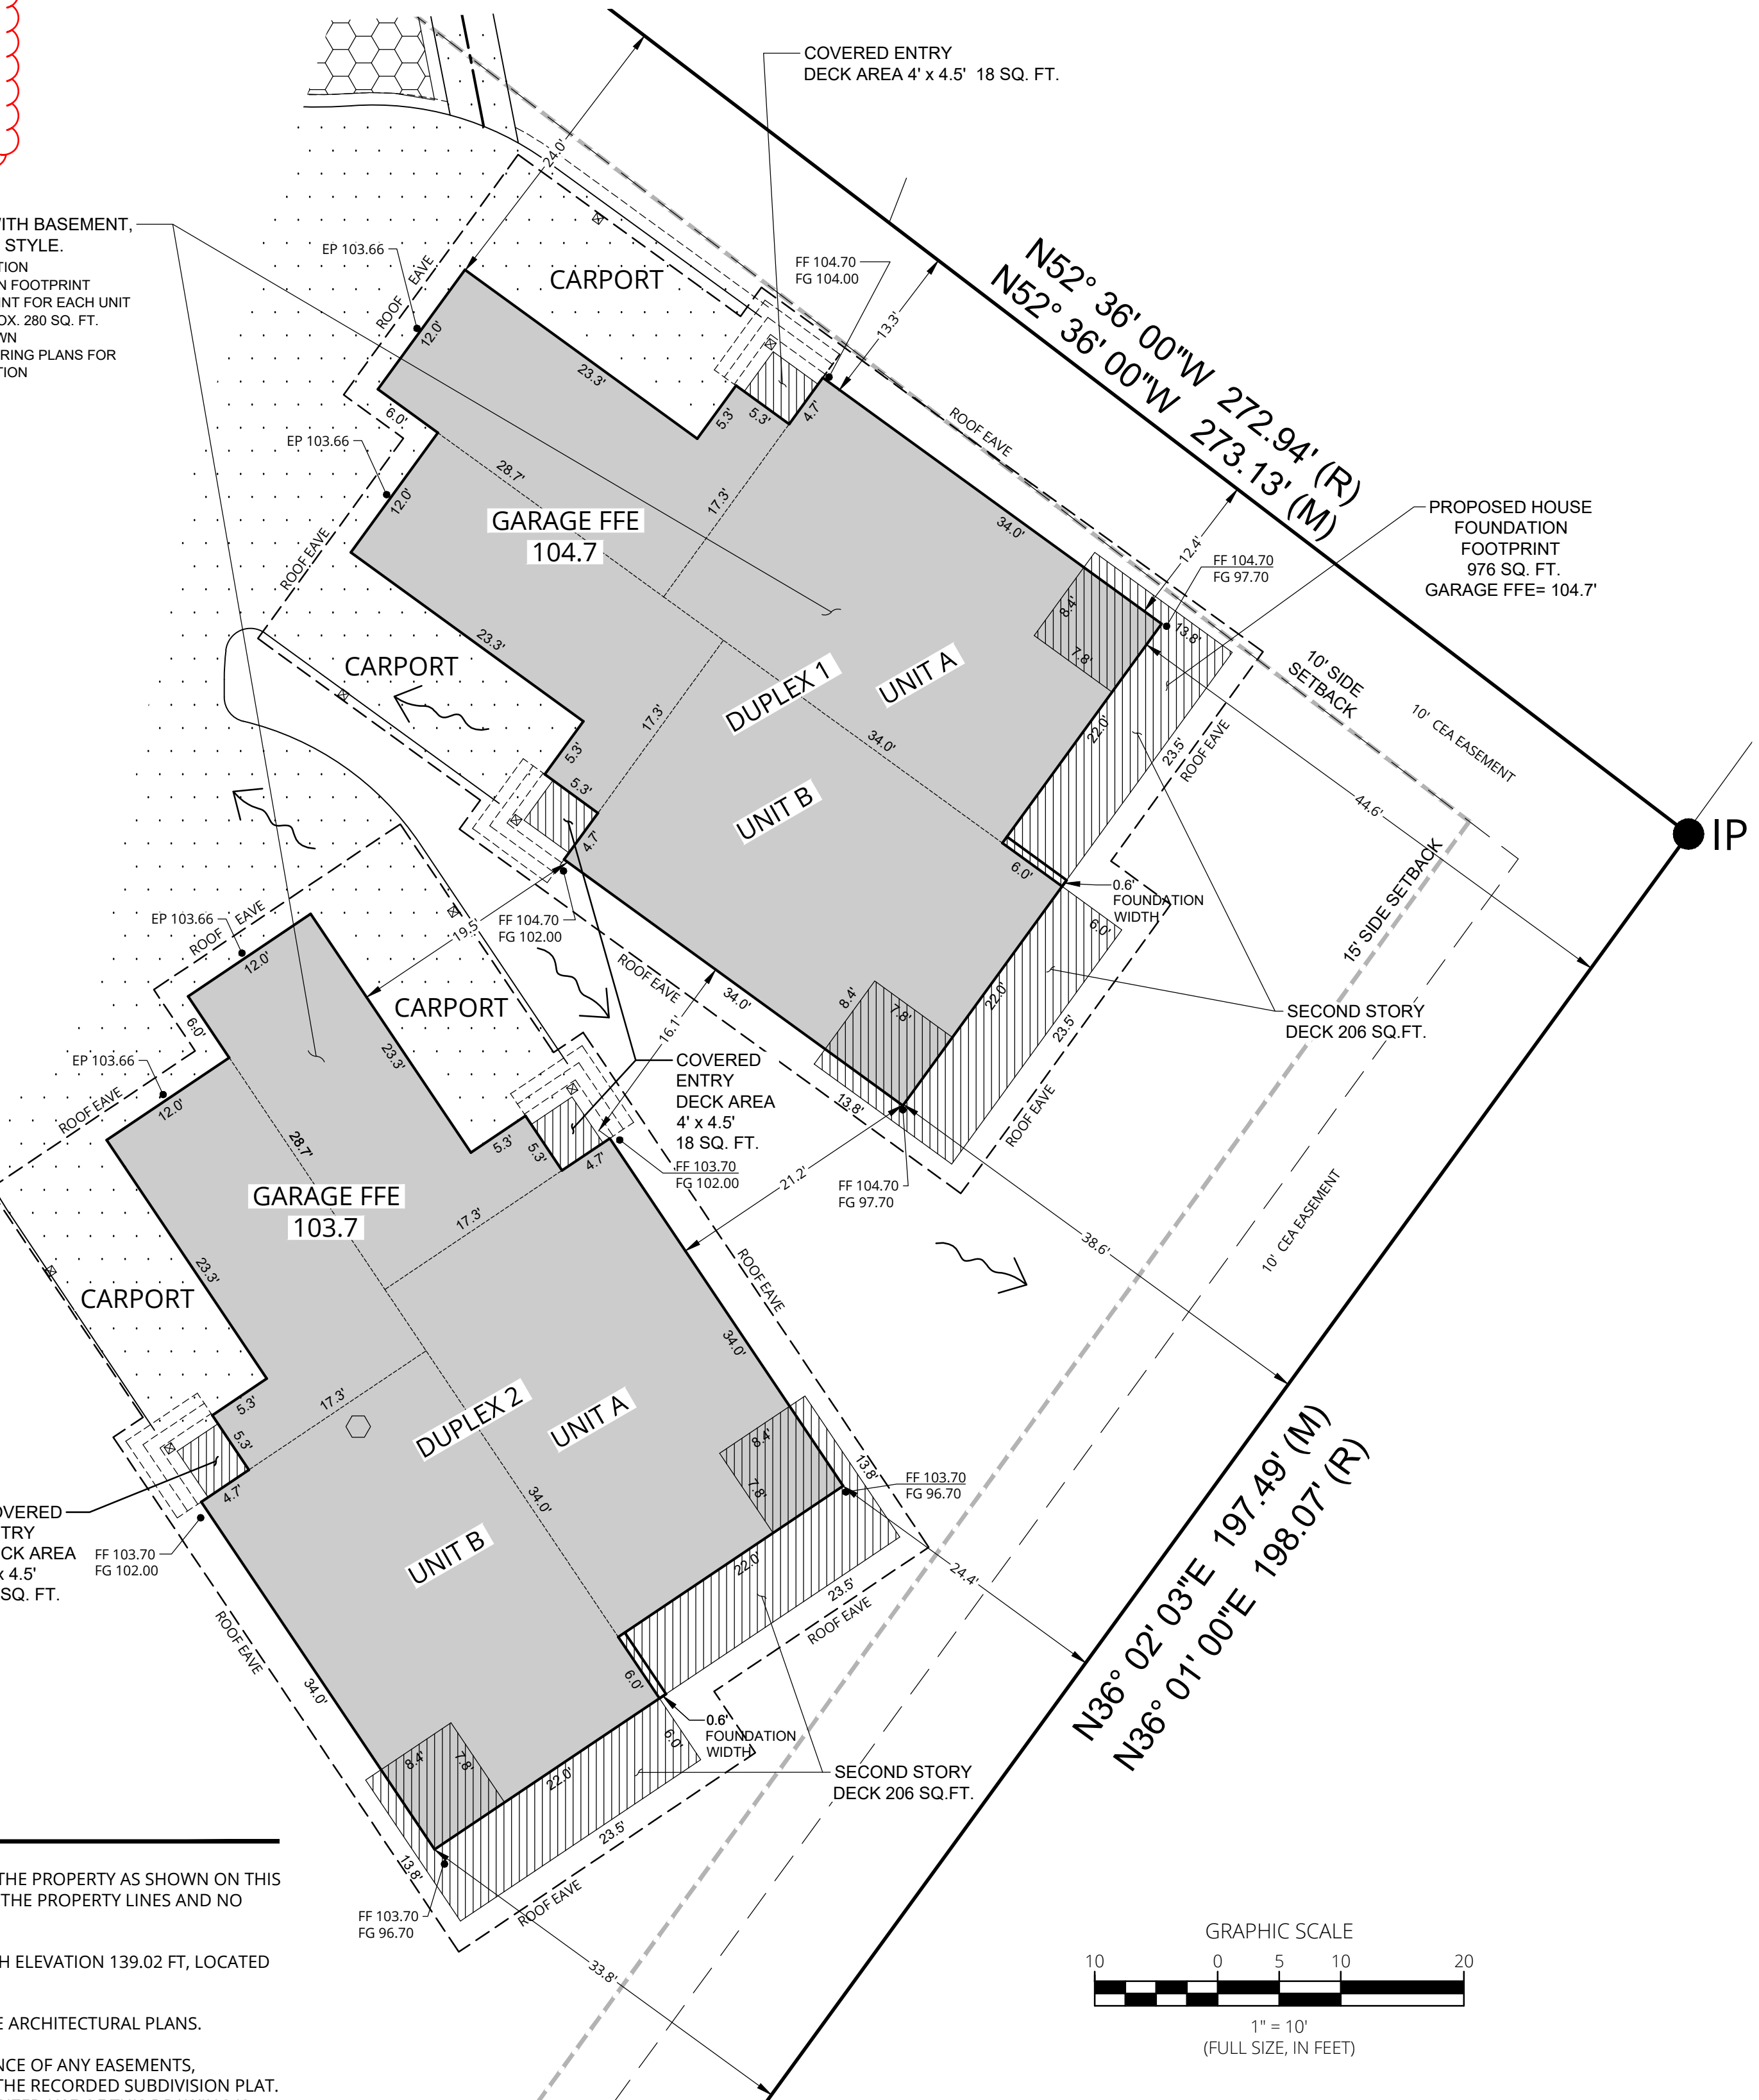 COVERED ENTRY
DECK AREA 4' x 4.5'  18 SQ. FT.
24.0'
WITH BASEMENT,
STYLE.
N FOOTPRINT
INT FOR EACH UNIT
OX. 280 SQ. FT.
WN
RING PLANS FOR
EP 103.66
ROOF EAVE
CARPORT
FF 104.70
FG 104.00
13.3'
12.0'
23.3'
5.3'
5.3'
4.7'
6.0'
ROOF EAVE
N52° 36' 00"W  272.94' (R)
N52° 36' 00"W  273.13' (M)
EP 103.66
12.0'
28.7'
17.3'
GARAGE FFE
104.7
34.0'
12.4'
PROPOSED HOUSE
FOUNDATION
FOOTPRINT
976 SQ. FT.
GARAGE FFE= 104.7'
FF 104.70
FG 97.70
ROOF EAVE
8.4'
7.8'
13.8'
23.3'
CARPORT
17.3'
DUPLEX 1
UNIT A
34.0'
22.0'
23.5'
ROOF EAVE
10' SIDE
SETBACK
10'  CEA EASEMENT
44.6'
IP
5.3'
5.3'
4.7'
UNIT B
6.0'
0.6'
FOUNDATION
WIDTH
6.0'
15' SIDE SETBACK
EP 103.66
ROOF EAVE
12.0'
19.5'
FF 104.70
FG 102.00
ROOF EAVE
34.0'
8.4'
7.8'
22.0'
23.5'
SECOND STORY
DECK 206 SQ.FT.
CARPORT
16.1'
6.0'
23.3'
EP 103.66
ROOF EAVE
12.0'
COVERED
ENTRY
DECK AREA
4' x 4.5'
18 SQ. FT.
13.8'
ROOF EAVE
5.3'
5.3'
4.7'
FF 103.70
FG 102.00
28.7'
GARAGE FFE
103.7
17.3'
21.2'
FF 104.70
FG 97.70
38.6'
10'  CEA EASEMENT
23.3'
CARPORT
ROOF EAVE
34.0'
5.3'
5.3'
4.7'
17.3'
DUPLEX 2
UNIT A
8.4'
7.8'
13.8'
FF 103.70
FG 96.70
N36° 02' 03"E  197.49' (M)
N36° 01' 00"E  198.07' (R)
OVERED
TRY
CK AREA
x 4.5'
SQ. FT.
FF 103.70
FG 102.00
34.0'
UNIT B
22.0'
23.5'
ROOF EAVE
24.4'
ROOF EAVE
34.0'
6.0'
0.6'
FOUNDATION
WIDTH
6.0'
8.4'
7.8'
22.0'
23.5'
SECOND STORY
DECK 206 SQ.FT.
13.8'
ROOF EAVE
FF 103.70
FG 96.70
33.8'
THE PROPERTY AS SHOWN ON THIS
THE PROPERTY LINES AND NO
H ELEVATION 139.02 FT, LOCATED
E ARCHITECTURAL PLANS.
NCE OF ANY EASEMENTS,
THE RECORDED SUBDIVISION PLAT.
GRAPHIC SCALE
10 0 5 10 20
1" = 10'
(FULL SIZE, IN FEET)